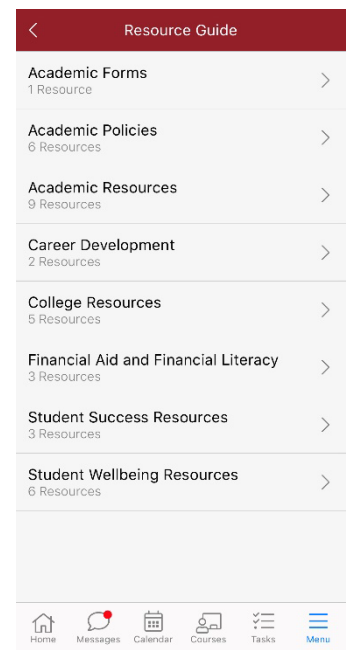 Resource Guide
Academic Forms
1 Resource
Academic Policies
6 Resources
Academic Resources
9 Resources
Career Development
2 Resources
College Resources
5 Resources
Financial Aid and Financial Literacy
3 Resources
Student Success Resources
3 Resources
Student Wellbeing Resources
6 Resources
Home Messages Calendar Courses Tasks Menu